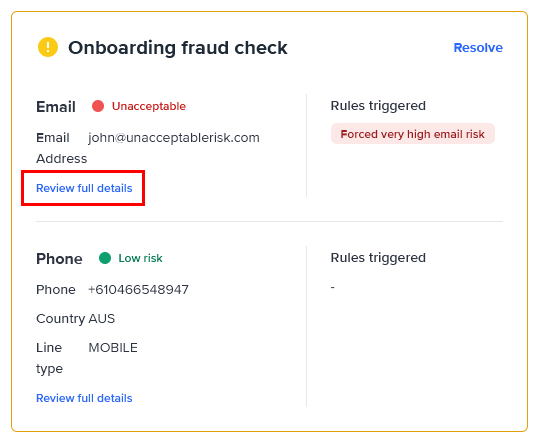 Onboarding fraud check
Resolve
Email
Unacceptable
Email Address
john@unacceptablerisk.com
Review full details
Rules triggered
Forced very high email risk
Phone
Low risk
Phone +610466548947
Country AUS
Line type
MOBILE
Review full details
Rules triggered
-